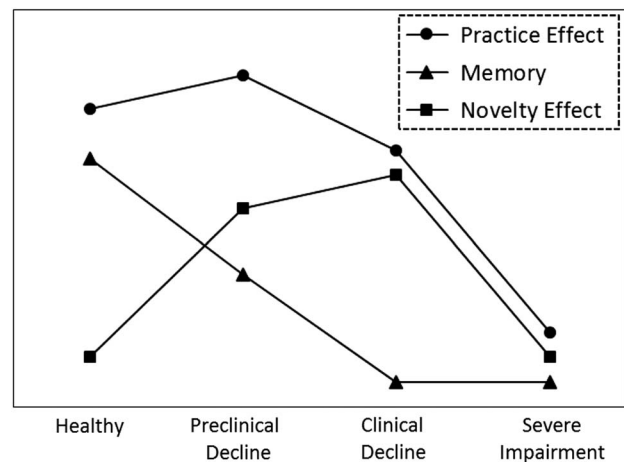 Practice Effect
Memory
Novelty Effect
Healthy
Preclinical
Decline
Clinical
Decline
Severe
Impairment